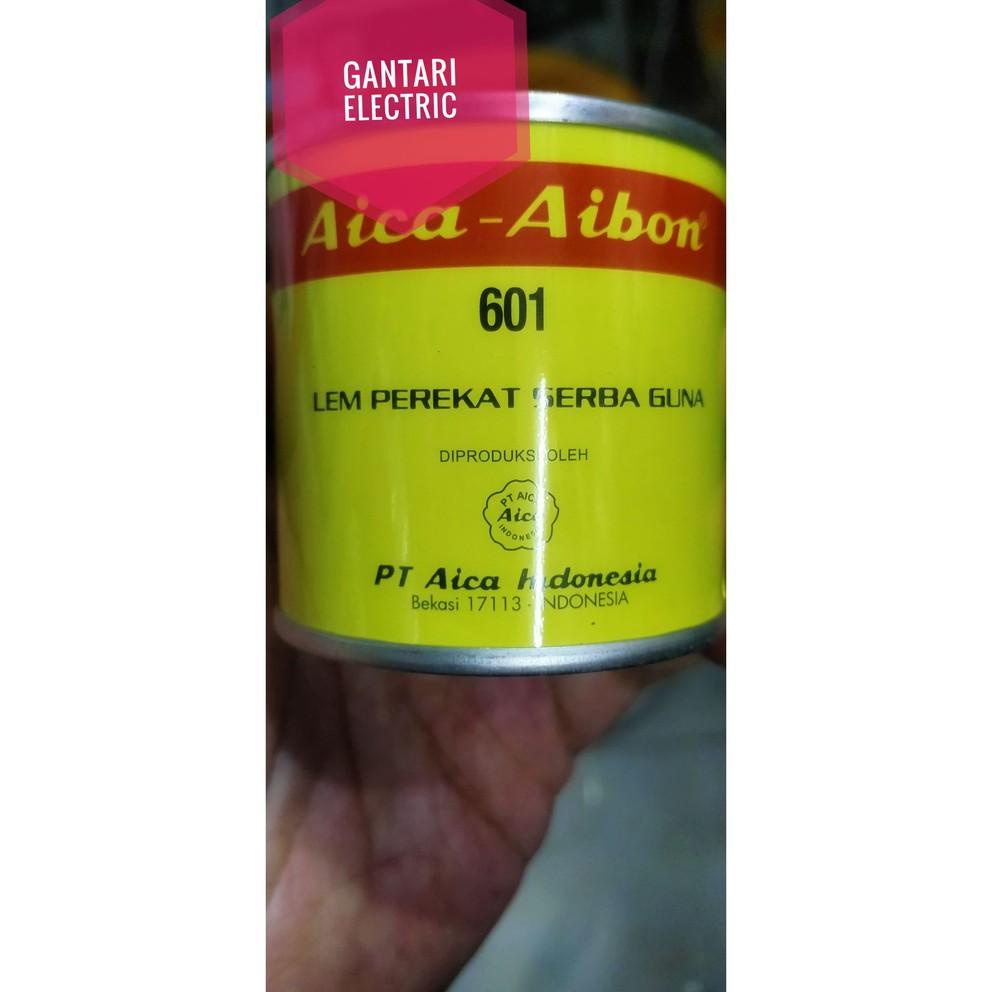 GANTARI
ELECTRIC
Aica-Aibon®
601
LEM PEREKAT SERBA GUNA
DIPRODUKSI OLEH
PT AICA
Aica
INDONESIA
PT Aica Indonesia
Bekasi 17113 - INDONESIA